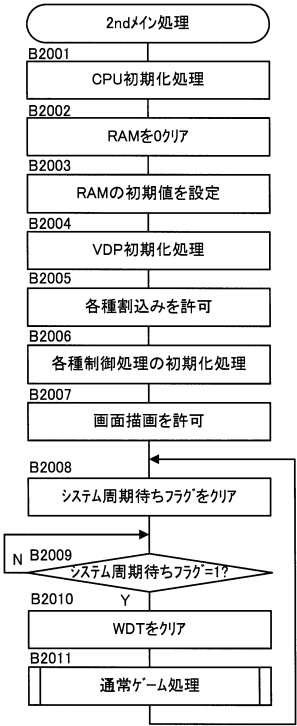 2ndﾒｲﾝ処理
B2001
CPU初期化処理
B2002
RAMを0ｸﾘｱ
B2003
RAMの初期値を設定
B2004
VDP初期化処理
B2005
各種割込みを許可
B2006
各種制御処理の初期化処理
B2007
画面描画を許可
B2008
ｼｽﾃﾑ周期待ちﾌﾗｸﾞをｸﾘｱ
B2009
N
ｼｽﾃﾑ周期待ちﾌﾗｸﾞ=1?
Y
B2010
WDTをｸﾘｱ
B2011
通常ｹﾞｰﾑ処理